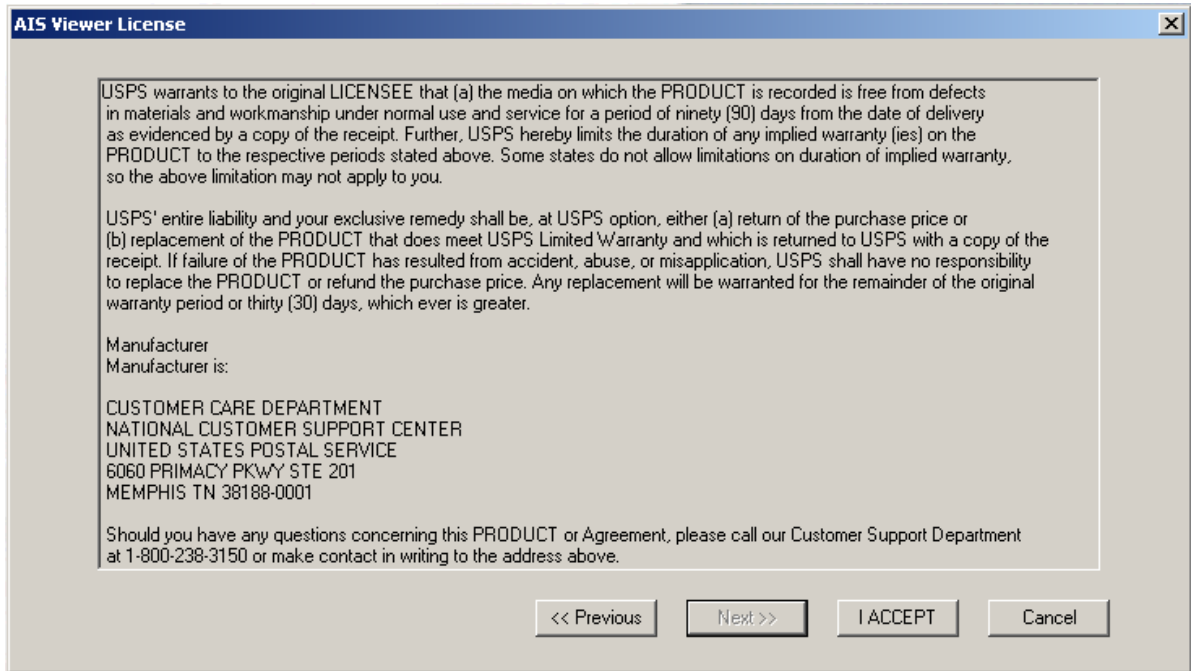 AIS Viewer License
USPS warrants to the original LICENSEE that (a) the media on which the PRODUCT is recorded is free from defects
in materials and workmanship under normal use and service for a period of ninety (90) days from the date of delivery
as evidenced by a copy of the receipt. Further, USPS hereby limits the duration of any implied warranty (ies) on the
PRODUCT to the respective periods stated above. Some states do not allow limitations on duration of implied warranty,
so the above limitation may not apply to you.
USPS' entire liability and your exclusive remedy shall be, at USPS option, either (a) return of the purchase price or
(b) replacement of the PRODUCT that does meet USPS Limited Warranty and which is returned to USPS with a copy of the
receipt. If failure of the PRODUCT has resulted from accident, abuse, or misapplication, USPS shall have no responsibility
to replace the PRODUCT or refund the purchase price. Any replacement will be warranted for the remainder of the original
warranty period or thirty (30) days, which ever is greater.
Manufacturer
Manufacturer is:
CUSTOMER CARE DEPARTMENT
NATIONAL CUSTOMER SUPPORT CENTER
UNITED STATES POSTAL SERVICE
6060 PRIMACY PKWY STE 201
MEMPHIS TN 38188-0001
Should you have any questions concerning this PRODUCT or Agreement, please call our Customer Support Department
at 1-800-238-3150 or make contact in writing to the address above.
<< Previous Next >> I ACCEPT Cancel